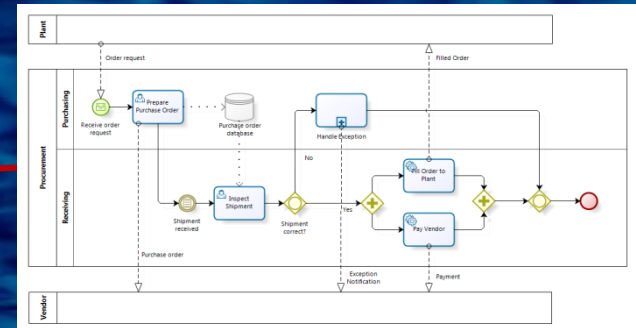 Plant
Order request
Filled Order
Procurement
Purchasing
Receive order
request
Prepare
Purchase Order
Purchase order
database
Handle Exception
No
Receiving
Shipment
received
Inspect
Shipment
Shipment
correct?
Yes
Fill Order to
Plant
Pay Vendor
Purchase order
Exception
Notification
Payment
Vendor